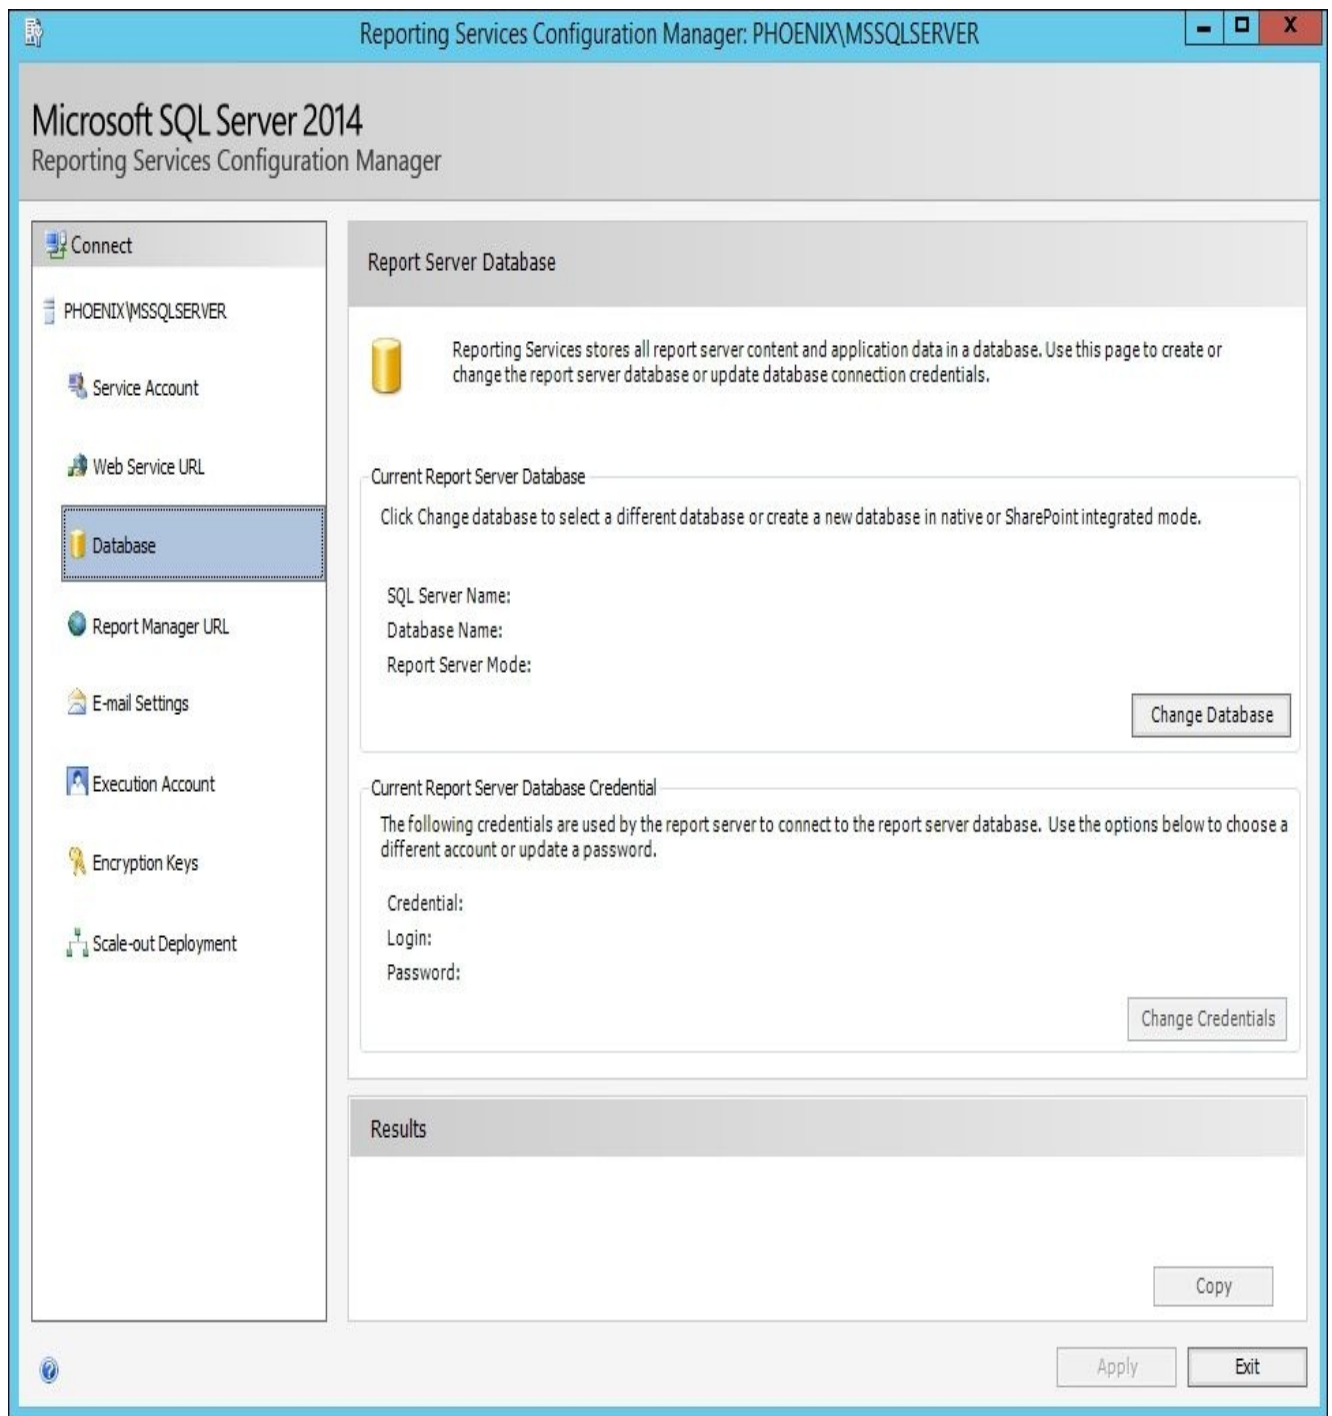 Reporting Services Configuration Manager: PHOENIX\MSSQLSERVER
X
Microsoft SQL Server 2014
Reporting Services Configuration Manager
Connect
PHOENIX\MSSQLSERVER
Service Account
Web Service URL
Database
Report Manager URL
E-mail Settings
Execution Account
Encryption Keys
Scale-out Deployment
Report Server Database
Reporting Services stores all report server content and application data in a database. Use this page to create or
change the report server database or update database connection credentials.
Current Report Server Database
Click Change database to select a different database or create a new database in native or SharePoint integrated mode.
SQL Server Name:
Database Name:
Report Server Mode:
Change Database
Current Report Server Database Credential
The following credentials are used by the report server to connect to the report server database. Use the options below to choose a
different account or update a password.
Credential:
Login:
Password:
Change Credentials
Results
Copy
?
Apply
Exit